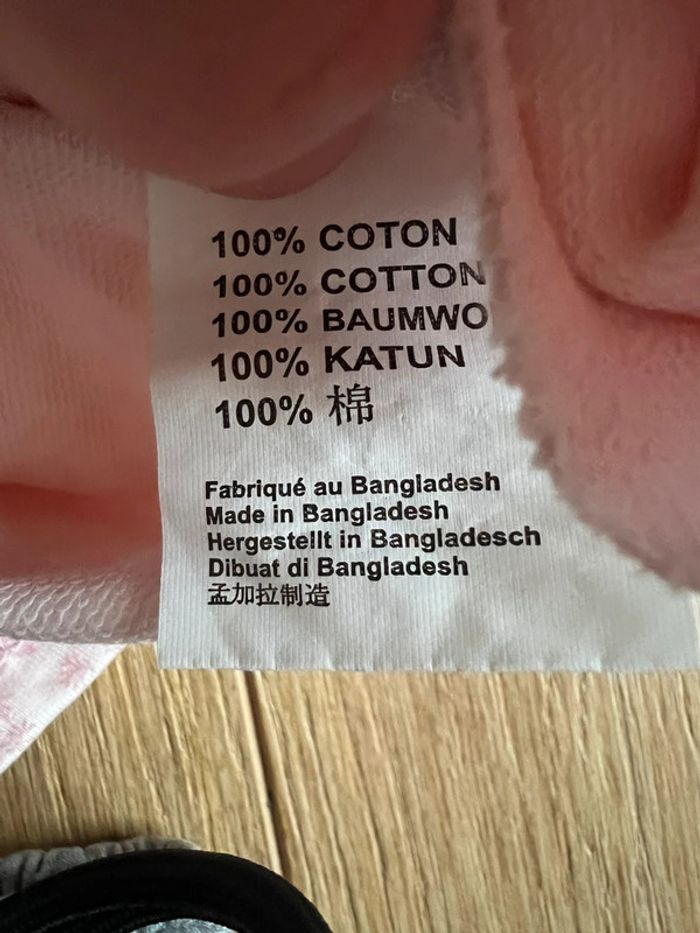 100% COTON
100% COTTON
100% BAUMWO
100% KATUN
100% 棉
Fabriqué au Bangladesh
Made in Bangladesh
Hergestellt in Bangladesch
Dibuat di Bangladesh
孟加拉制造